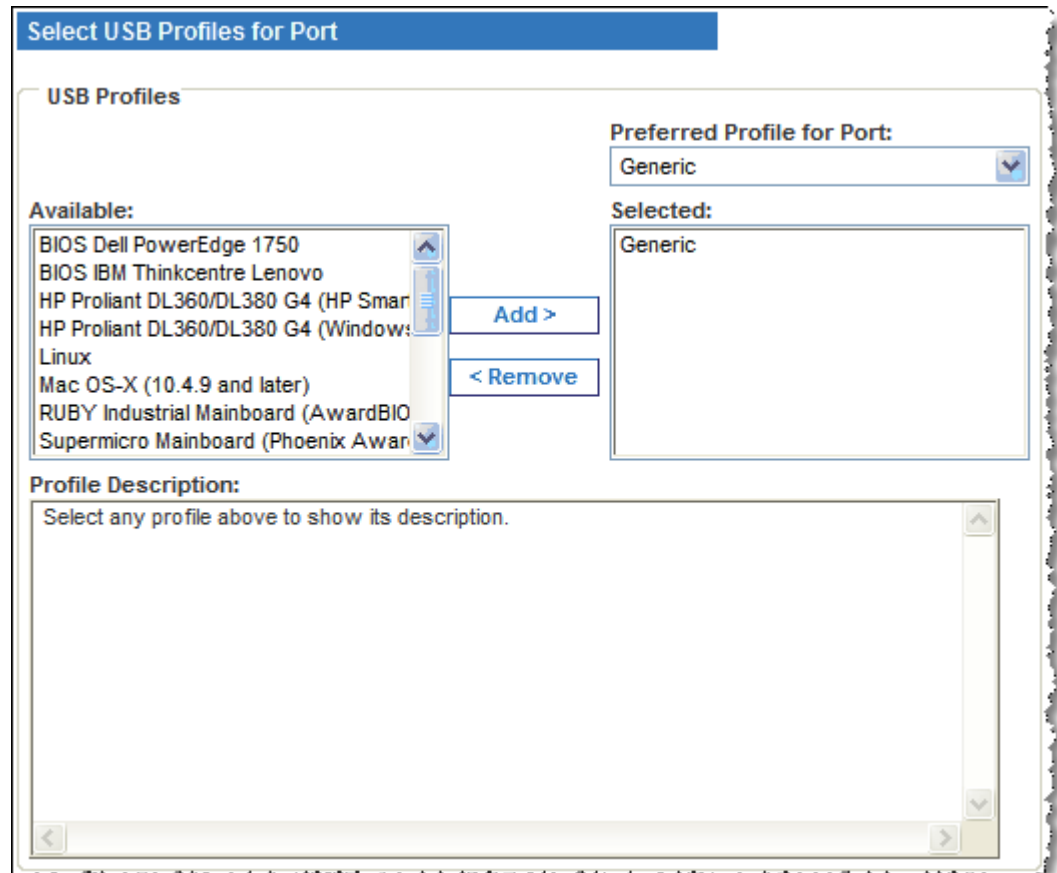 Select USB Profiles for Port
USB Profiles
Preferred Profile for Port:
Generic
Available:
Selected:
BIOS Dell PowerEdge 1750
BIOS IBM Thinkcentre Lenovo
HP Proliant DL360/DL380 G4 (HP Smar
HP Proliant DL360/DL380 G4 (Windows
Linux
Mac OS-X (10.4.9 and later)
RUBY Industrial Mainboard (AwardBIO
Supermicro Mainboard (Phoenix Awar
Generic
Add >
< Remove
Profile Description:
Select any profile above to show its description.